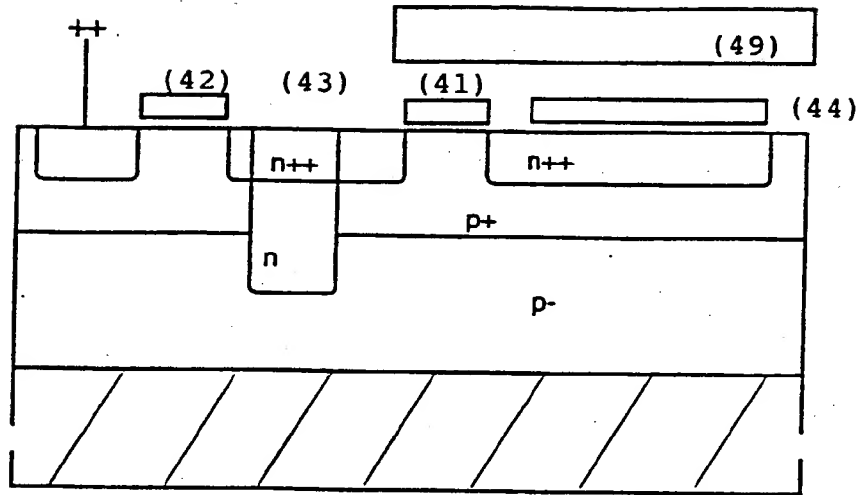 ++
(49)
(42) (43) (41)
(44)
n++ n++
p+
n
p-